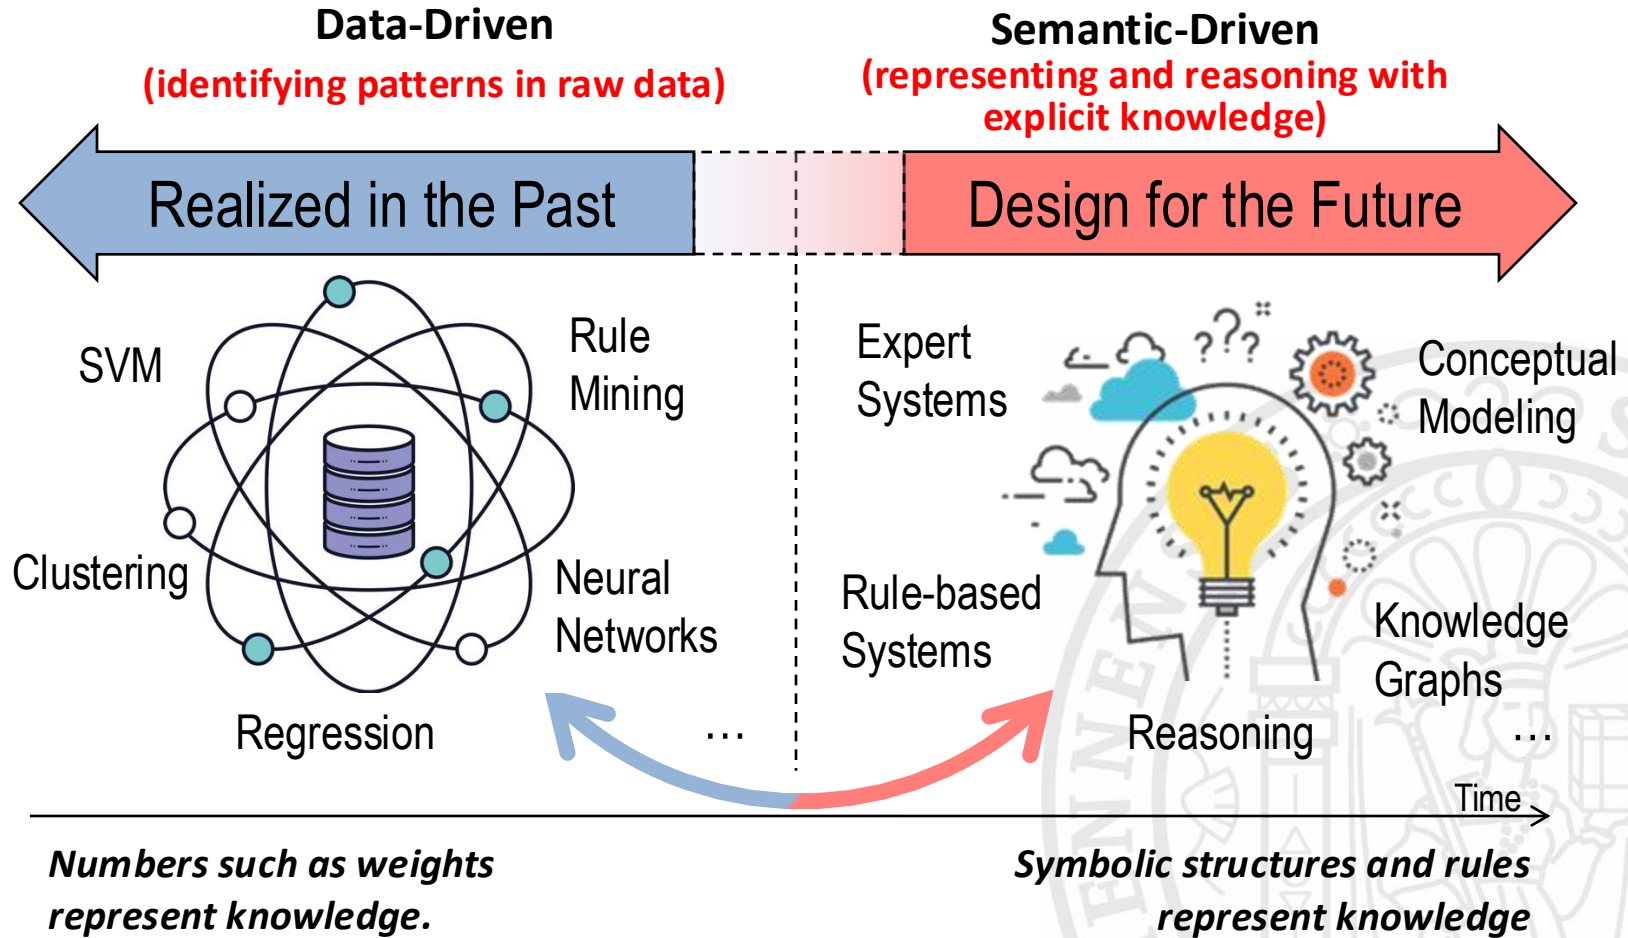 Data-Driven
(identifying patterns in raw data)
Semantic-Driven
(representing and reasoning with
explicit knowledge)
Realized in the Past
Design for the Future
SVM
Rule
Mining
Clustering
Neural
Networks
Regression
...
Expert
Systems
Conceptual
Modeling
Rule-based
Systems
Knowledge
Graphs
Reasoning
...
Time
Numbers such as weights
represent knowledge.
Symbolic structures and rules
represent knowledge